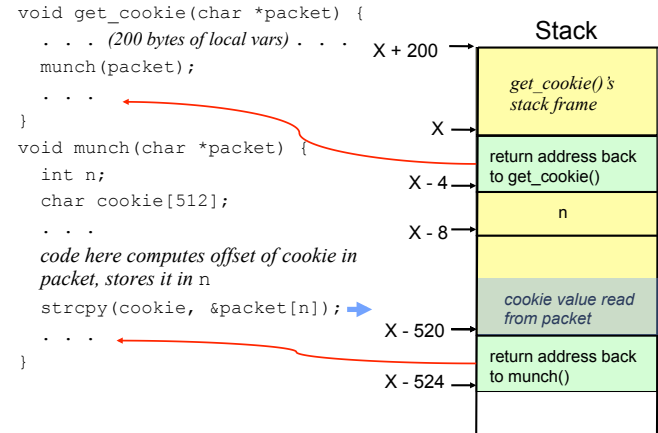 void get_cookie(char *packet) {
. . . (200 bytes of local vars) . . .
munch(packet);
. . .
}
void munch(char *packet) {
int n;
char cookie[512];
. . .
code here computes offset of cookie in
packet, stores it in n
strcpy(cookie, &packet[n]);
. . .
}
Stack
X + 200
get_cookie()’s
stack frame
X
return address back
to get_cookie()
X - 4
n
X - 8
cookie value read
from packet
X - 520
return address back
to munch()
X - 524